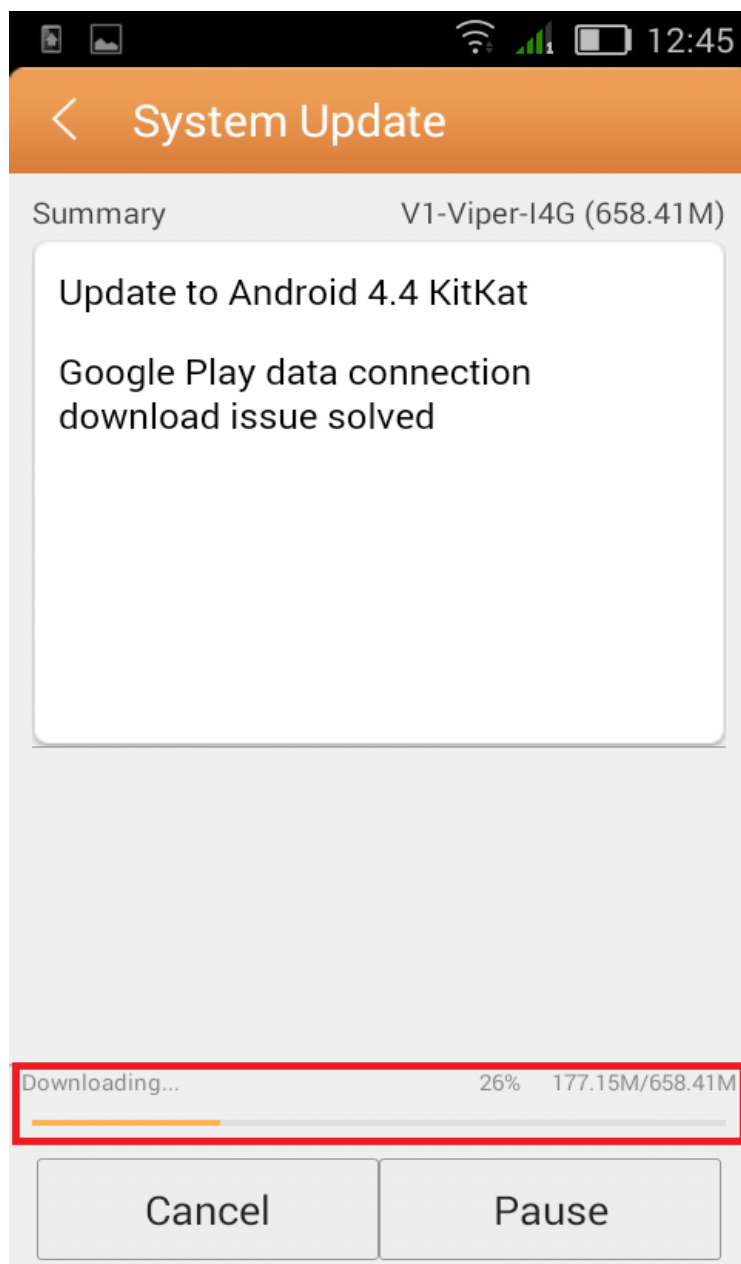 12:45
System Update
Summary V1-Viper-I4G (658.41M)
Update to Android 4.4 KitKat
Google Play data connection
download issue solved
Downloading... 26% 177.15M/658.41M
Cancel Pause